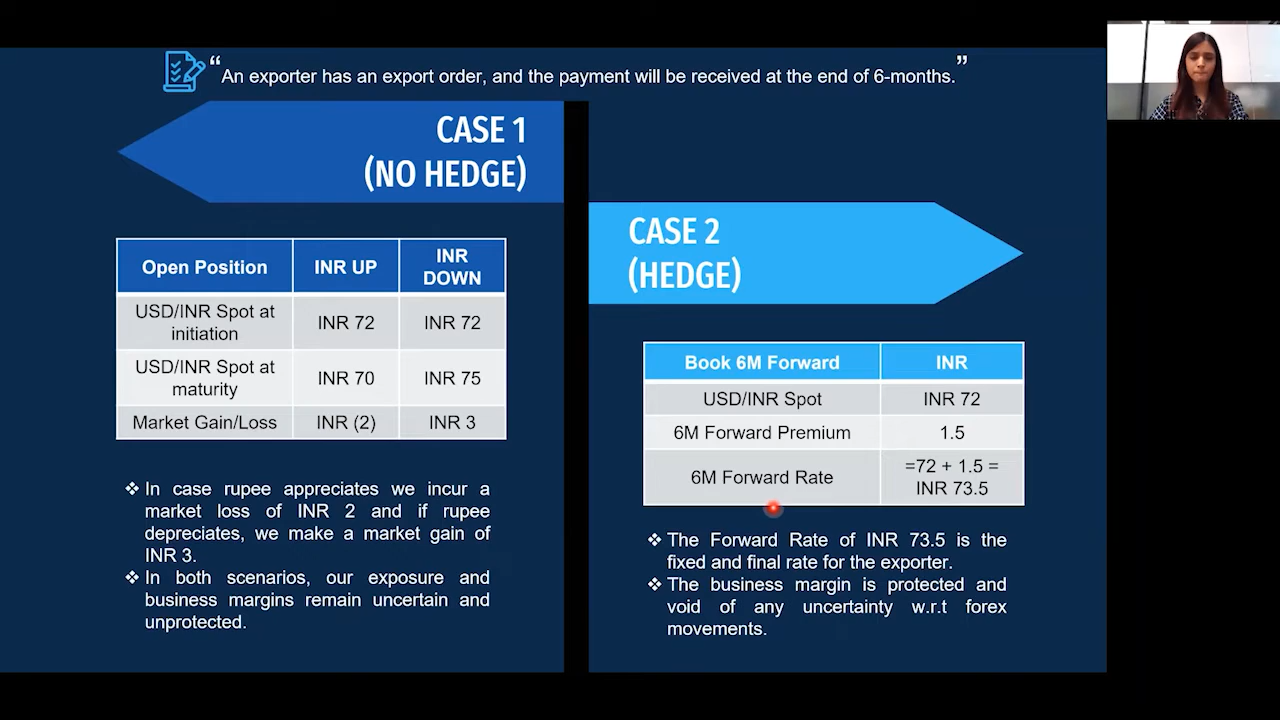 “An exporter has an export order, and the payment will be received at the end of 6-months.”
CASE 1
(NO HEDGE)
Open Position INR UP INR DOWN
USD/INR Spot at initiation INR 72 INR 72
USD/INR Spot at maturity INR 70 INR 75
Market Gain/Loss INR (2) INR 3
❖ In case rupee appreciates we incur a
market loss of INR 2 and if rupee
depreciates, we make a market gain of
INR 3.
❖ In both scenarios, our exposure and
business margins remain uncertain and
unprotected.
CASE 2
(HEDGE)
Book 6M Forward INR
USD/INR Spot INR 72
6M Forward Premium 1.5
6M Forward Rate =72 + 1.5 = INR 73.5
❖ The Forward Rate of INR 73.5 is the
fixed and final rate for the exporter.
❖ The business margin is protected and
void of any uncertainty w.r.t forex
movements.